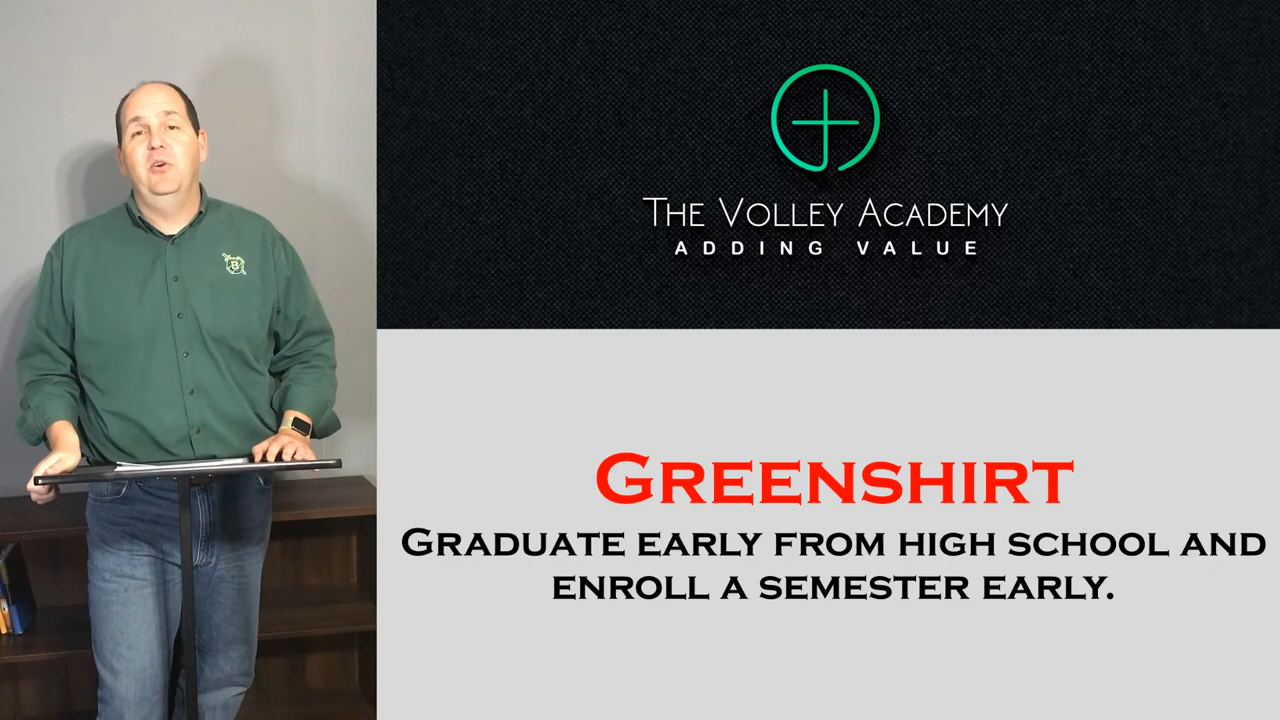 The Volley Academy
ADDING VALUE
Greenshirt
Graduate early from high school and
enroll a semester early.